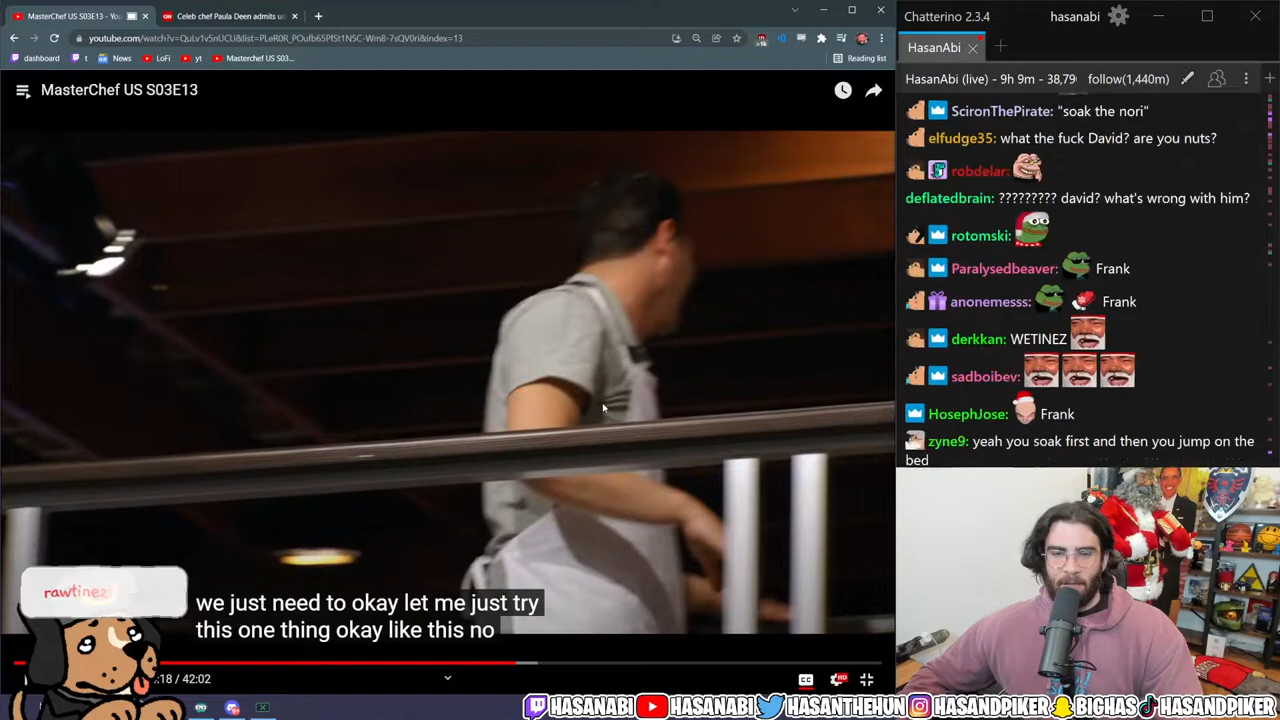 MasterChef US S03E13 - Yo
Celeb chef Paula Deen admits us
Chatterino 2.3.4
hasanabi
youtube.com/watch?v=QuLv1v5nUCU&list=PLeR0R_POufb65PfSt1N5C-Wm8-7sQV0ri&index=13
HasanAbi
dashboard
t
News
LoFi
yt
Masterchef US S03...
Reading list
HasanAbi (live) - 9h 9m - 38,79
follow(1,440m)
MasterChef US S03E13
ScironThePirate: "soak the nori"
elfudge35: what the fuck David? are you nuts?
robdelar:
deflatedbrain: ????????? david? what's wrong with him?
rotomski:
Paralysedbeaver: Frank
anonemesss: Frank
derkkan: WETINEZ
sadboibev:
HosephJose: Frank
zyne9: yeah you soak first and then you jump on the
bed
rawtinez
we just need to okay let me just try
this one thing okay like this no
:18 / 42:02
CC
HD
HASANABI
HASANABI
HASANTHEHUN
HASANDPIKER
BIGHAS
HASANDPIKER